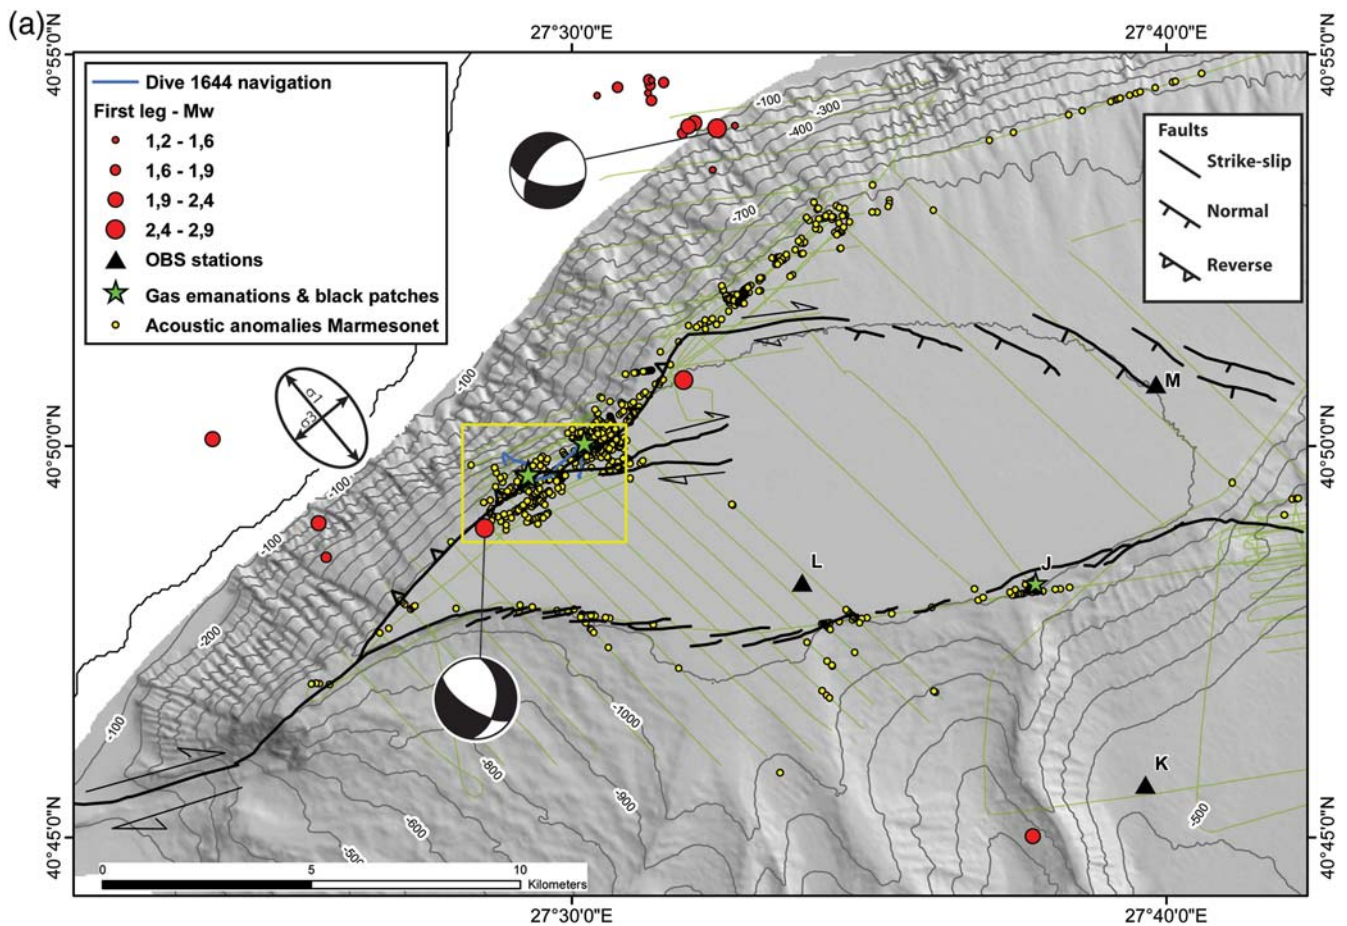 (a)
27°30'0"E
27°40'0"E
40°55'0"N
40°55'0"N
Dive 1644 navigation
First leg - Mw
1,2 - 1,6
1,6 - 1,9
1,9 - 2,4
2,4 - 2,9
OBS stations
Gas emanations & black patches
Acoustic anomalies Marmesonet
Faults
Strike-slip
Normal
Reverse
-100
-300
-400
-700
-100
σ1
σ3
M
40°50'0"N
40°50'0"N
-100
-100
L
J
-200
-100
-1000
-800
-900
-600
-500
K
-500
40°45'0"N
40°45'0"N
0
5
10
Kilometers
27°30'0"E
27°40'0"E